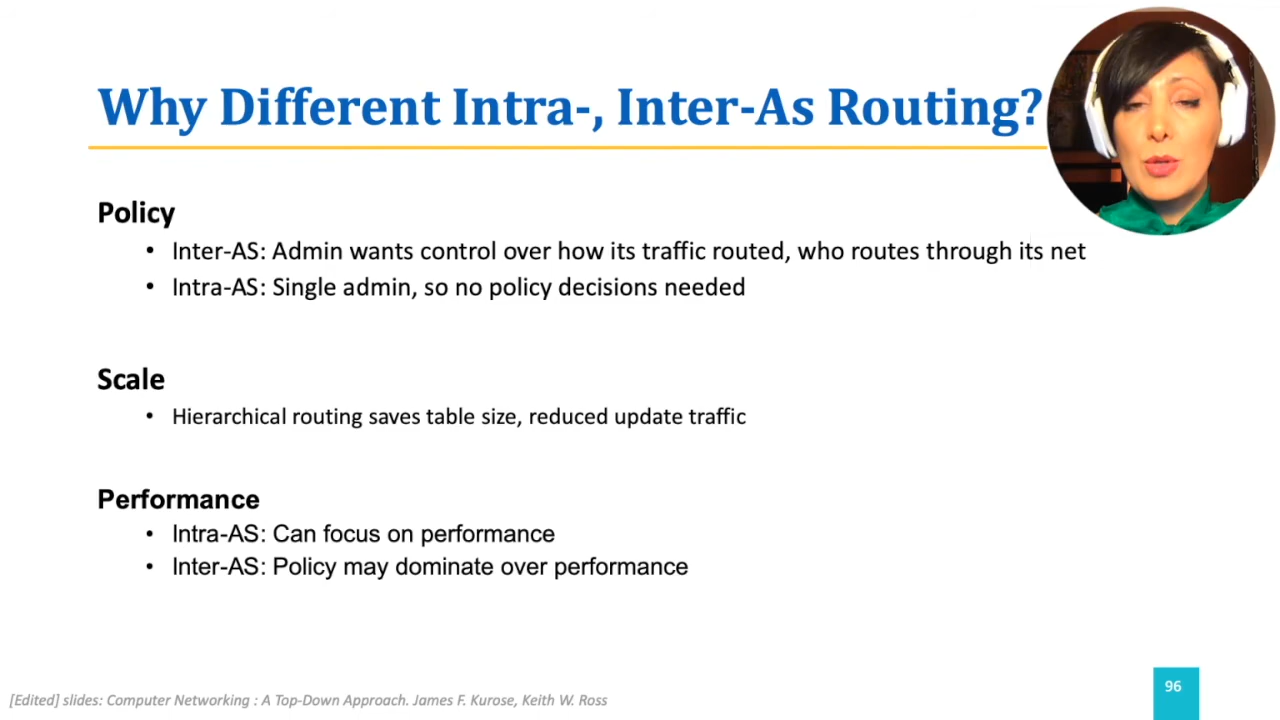 Why Different Intra-, Inter-As Routing?
Policy
• Inter-AS: Admin wants control over how its traffic routed, who routes through its net
• Intra-AS: Single admin, so no policy decisions needed
Scale
• Hierarchical routing saves table size, reduced update traffic
Performance
• Intra-AS: Can focus on performance
• Inter-AS: Policy may dominate over performance
[Edited] slides: Computer Networking : A Top-Down Approach. James F. Kurose, Keith W. Ross
96